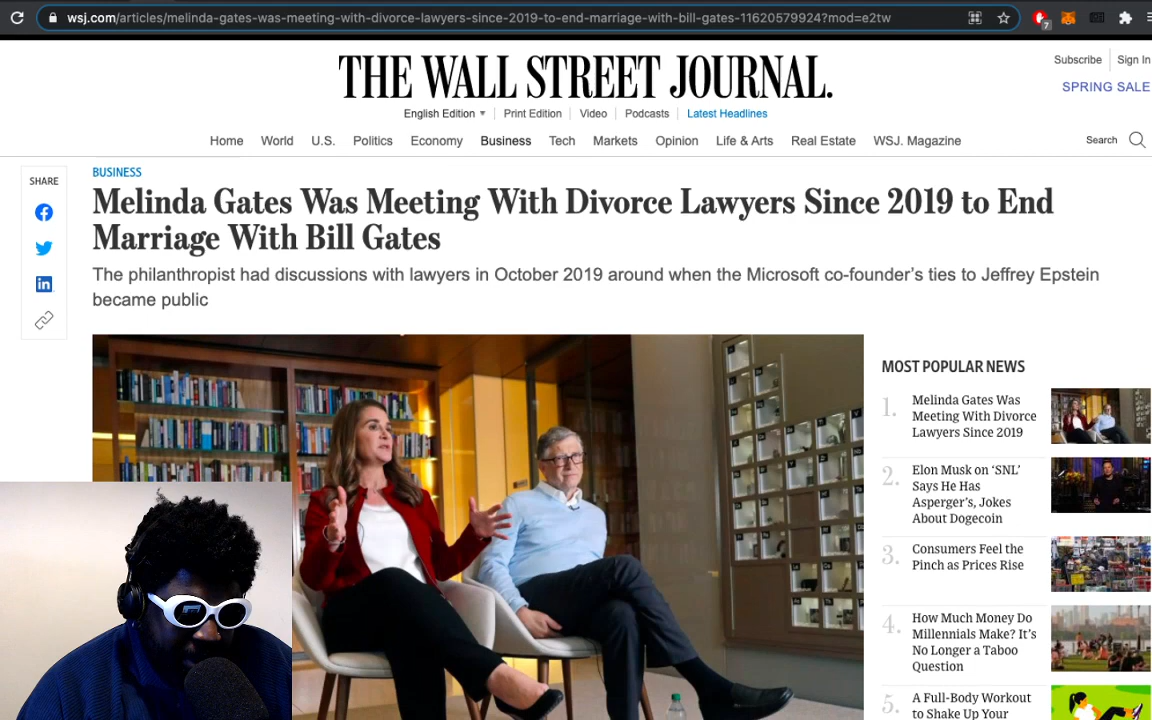 wsj.com/articles/melinda-gates-was-meeting-with-divorce-lawyers-since-2019-to-end-marriage-with-bill-gates-11620579924?mod=e2tw
7
THE WALL STREET JOURNAL.
Subscribe Sign In
SPRING SALE
English Edition Print Edition Video Podcasts Latest Headlines
Home World U.S. Politics Economy Business Tech Markets Opinion Life & Arts Real Estate WSJ. Magazine Search
SHARE
BUSINESS
Melinda Gates Was Meeting With Divorce Lawyers Since 2019 to End
Marriage With Bill Gates
The philanthropist had discussions with lawyers in October 2019 around when the Microsoft co-founder’s ties to Jeffrey Epstein
became public
MOST POPULAR NEWS
1.
Melinda Gates Was
Meeting With Divorce
Lawyers Since 2019
2.
Elon Musk on ‘SNL’
Says He Has
Asperger’s, Jokes
About Dogecoin
3.
Consumers Feel the
Pinch as Prices Rise
4.
How Much Money Do
Millennials Make? It’s
No Longer a Taboo
Question
5.
A Full-Body Workout
to Shake Up Your